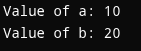 Value of a: 10
Value of b: 20